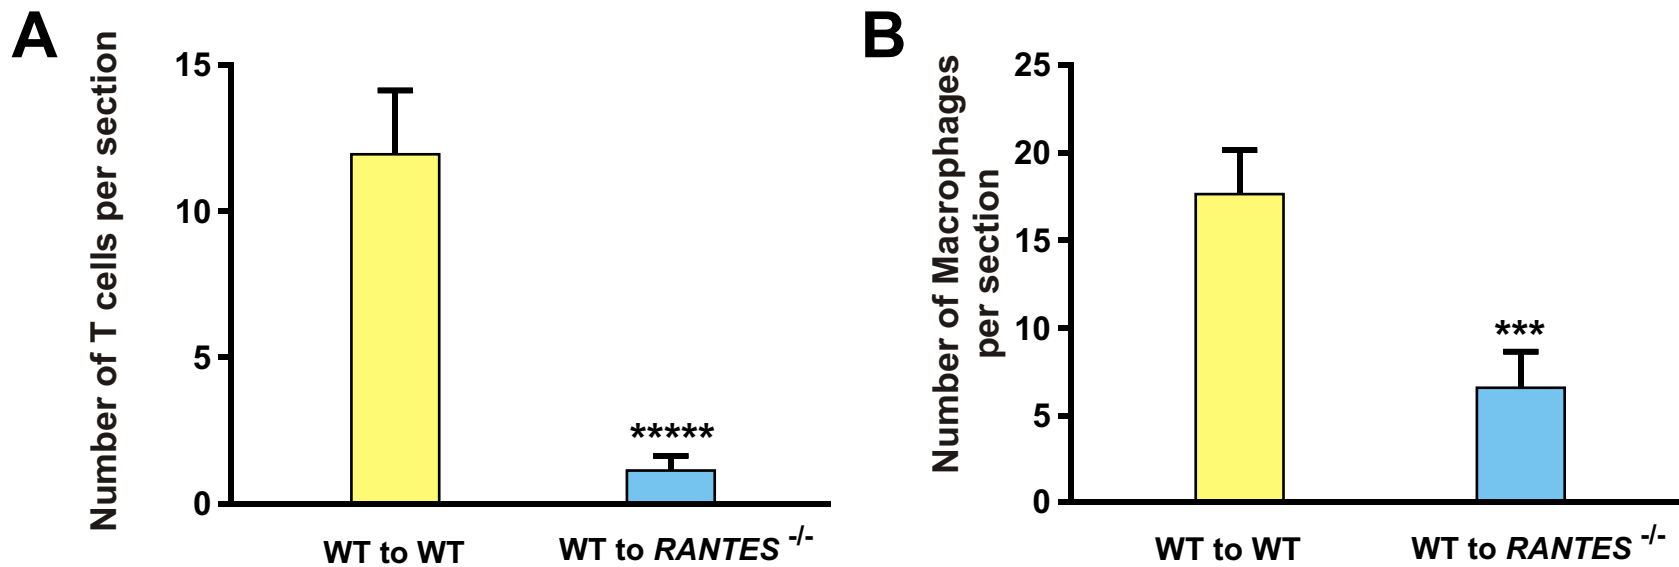 A
Number of T cells per section
15
10
5
0
*****
WT to WT
WT to RANTES -/-
B
Number of Macrophages
per section
25
20
15
10
5
0
***
WT to WT
WT to RANTES -/-